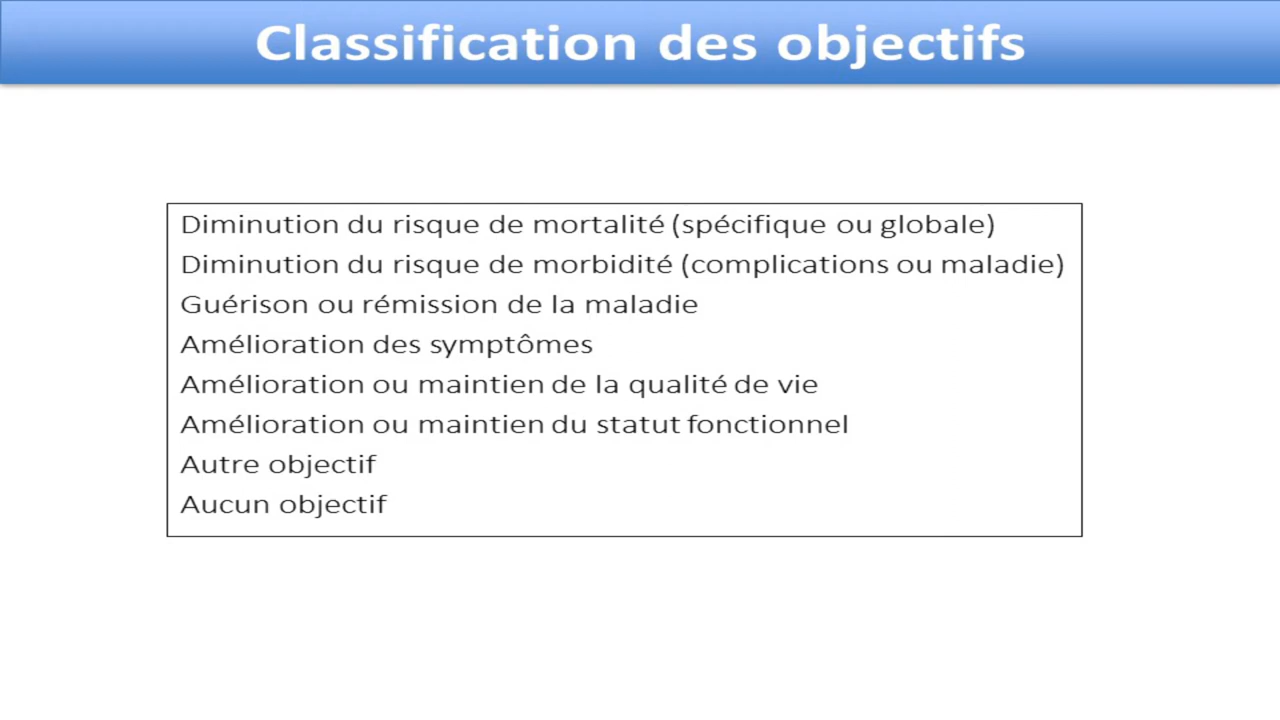 Classification des objectifs
Diminution du risque de mortalité (spécifique ou globale)
Diminution du risque de morbidité (complications ou maladie)
Guérison ou rémission de la maladie
Amélioration des symptômes
Amélioration ou maintien de la qualité de vie
Amélioration ou maintien du statut fonctionnel
Autre objectif
Aucun objectif